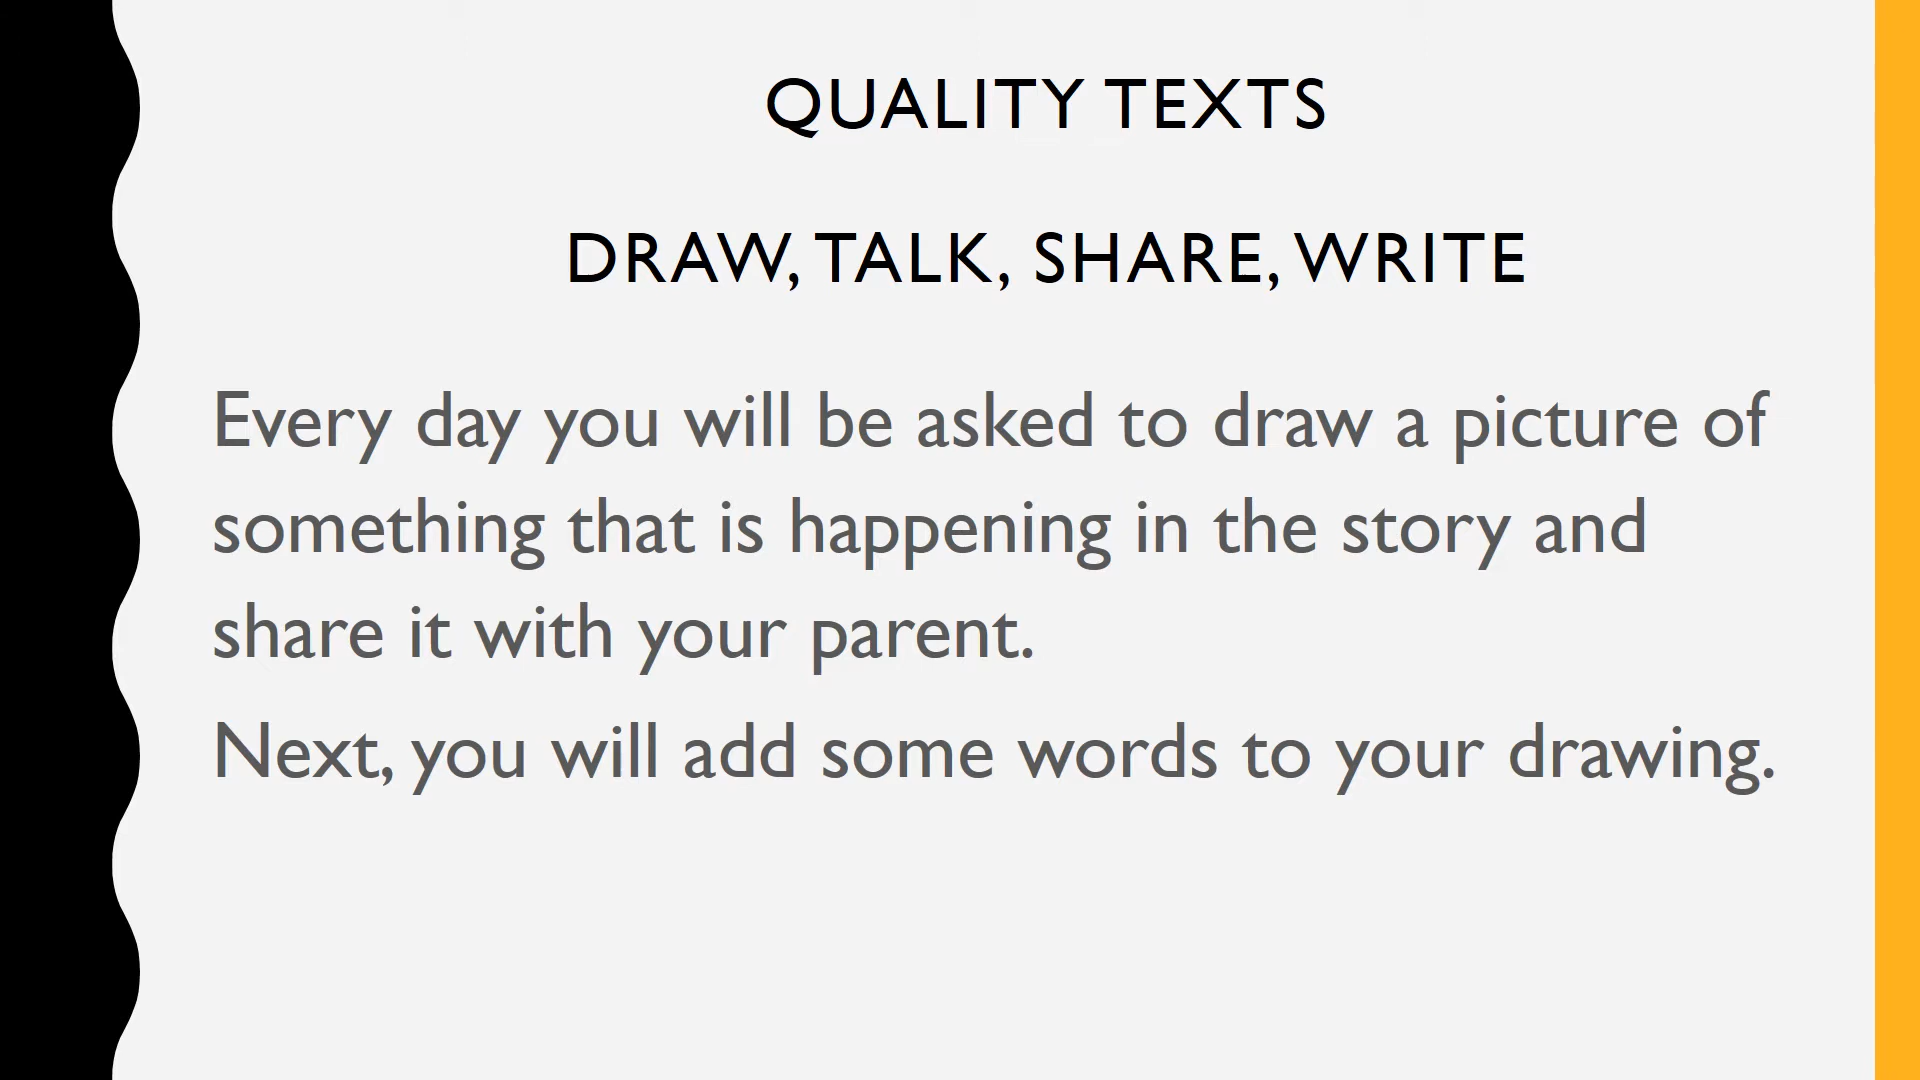 QUALITY TEXTS
DRAW, TALK, SHARE, WRITE
Every day you will be asked to draw a picture of
something that is happening in the story and
share it with your parent.
Next, you will add some words to your drawing.